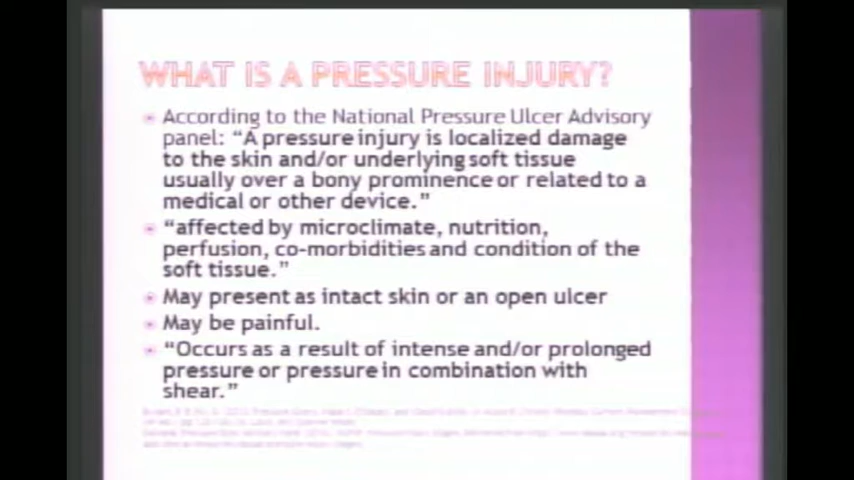 WHAT IS A PRESSURE INJURY?
According to the National Pressure Ulcer Advisory
panel: “A pressure injury is localized damage
to the skin and/or underlying soft tissue
usually over a bony prominence or related to a
medical or other device.”
“affected by microclimate, nutrition,
perfusion, co-morbidities and condition of the
soft tissue.”
May present as intact skin or an open ulcer
May be painful.
“Occurs as a result of intense and/or prolonged
pressure or pressure in combination with
shear.”